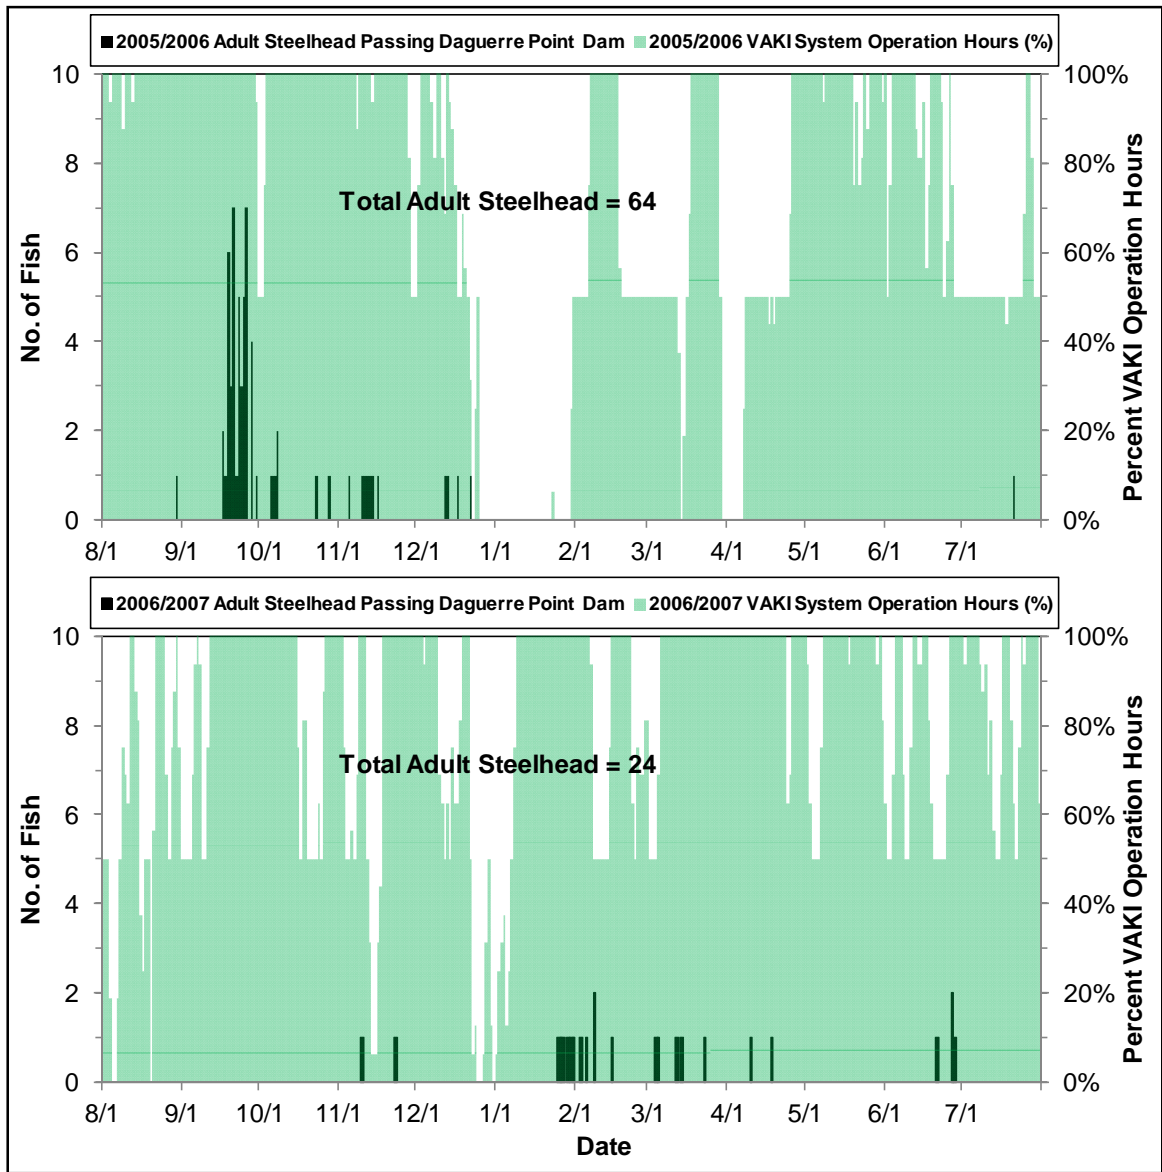 2005/2006 Adult Steelhead Passing Daguerre Point Dam 2005/2006 VAKI System Operation Hours (%)
10 100%
8 80%
Total Adult Steelhead = 64
6 60%
4 40%
2 20%
0 0%
No. of Fish
Percent VAKI Operation Hours
8/1 9/1 10/1 11/1 12/1 1/1 2/1 3/1 4/1 5/1 6/1 7/1
2006/2007 Adult Steelhead Passing Daguerre Point Dam 2006/2007 VAKI System Operation Hours (%)
10 100%
8 80%
Total Adult Steelhead = 24
6 60%
4 40%
2 20%
0 0%
No. of Fish
Percent VAKI Operation Hours
8/1 9/1 10/1 11/1 12/1 1/1 2/1 3/1 4/1 5/1 6/1 7/1
Date